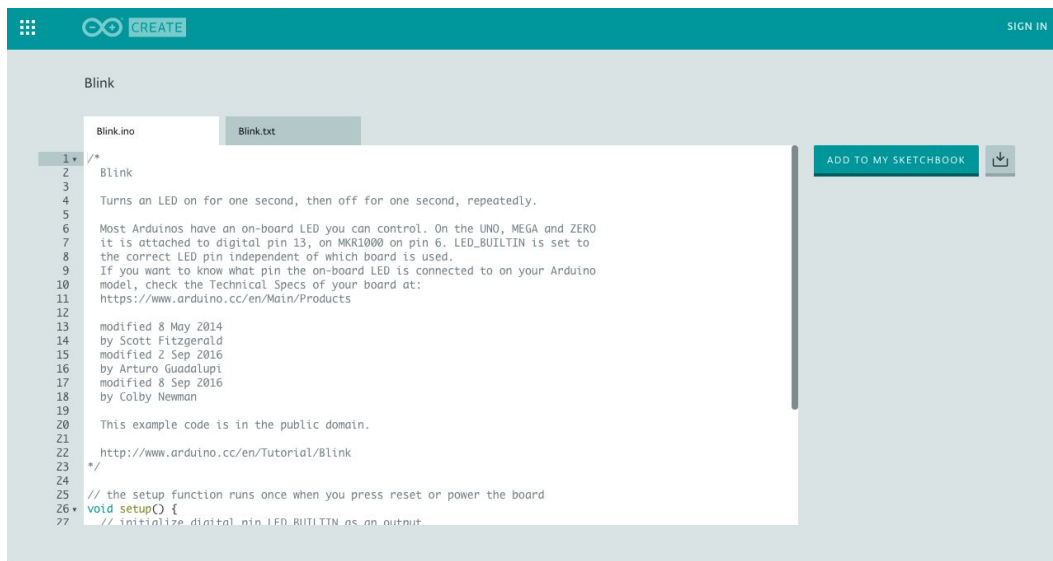 CREATE
SIGN IN
Blink
Blink.ino
Blink.txt
ADD TO MY SKETCHBOOK
1 /*
2 Blink
3
4 Turns an LED on for one second, then off for one second, repeatedly.
5
6 Most Arduinos have an on-board LED you can control. On the UNO, MEGA and ZERO
7 it is attached to digital pin 13, on MKR1000 on pin 6. LED_BUILTIN is set to
8 the correct LED pin independent of which board is used.
9 If you want to know what pin the on-board LED is connected to on your Arduino
10 model, check the Technical Specs of your board at:
11 https://www.arduino.cc/en/Main/Products
12
13 modified 8 May 2014
14 by Scott Fitzgerald
15 modified 2 Sep 2016
16 by Arturo Guadalupi
17 modified 8 Sep 2016
18 by Colby Newman
19
20 This example code is in the public domain.
21
22 http://www.arduino.cc/en/Tutorial/Blink
23 */
24
25 // the setup function runs once when you press reset or power the board
26 void setup() {
27 // initialize digital pin LED_BUILTIN as an output